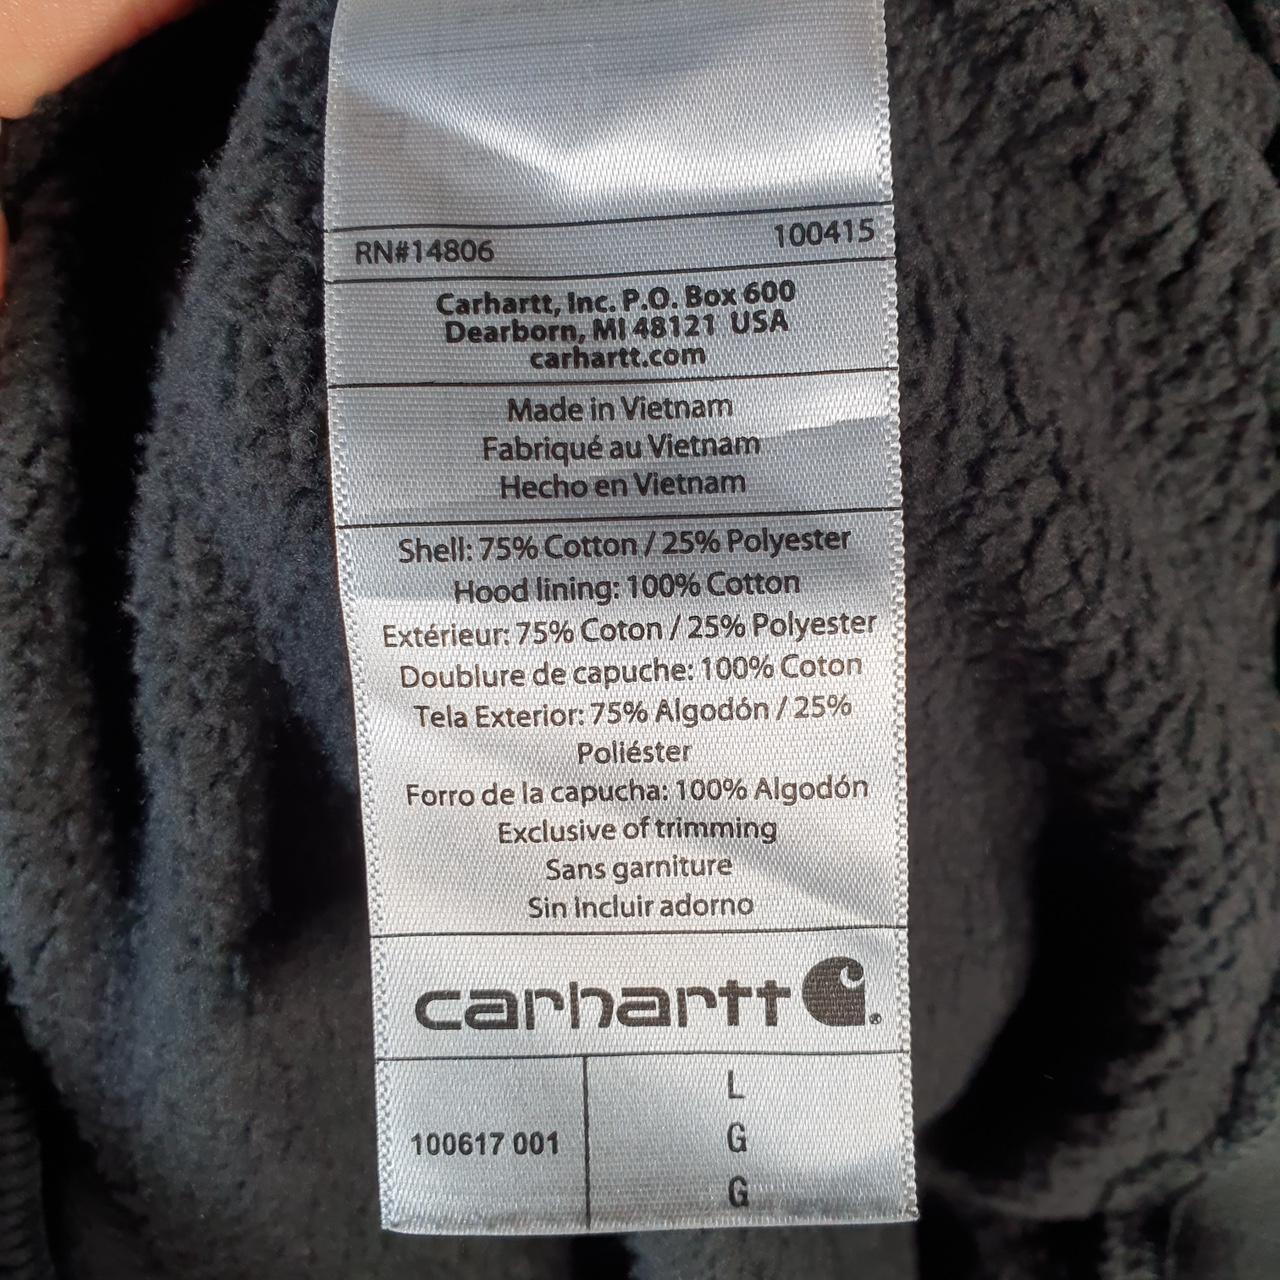 RN#14806 100415
Carhartt, Inc. P.O. Box 600
Dearborn, MI 48121 USA
carhartt.com
Made in Vietnam
Fabriqué au Vietnam
Hecho en Vietnam
Shell: 75% Cotton / 25% Polyester
Hood lining: 100% Cotton
Extérieur: 75% Coton / 25% Polyester
Doublure de capuche: 100% Coton
Tela Exterior: 75% Algodón / 25%
Poliéster
Forro de la capucha: 100% Algodón
Exclusive of trimming
Sans garniture
Sin Incluir adorno
carhartt ®
100617 001
L
G
G